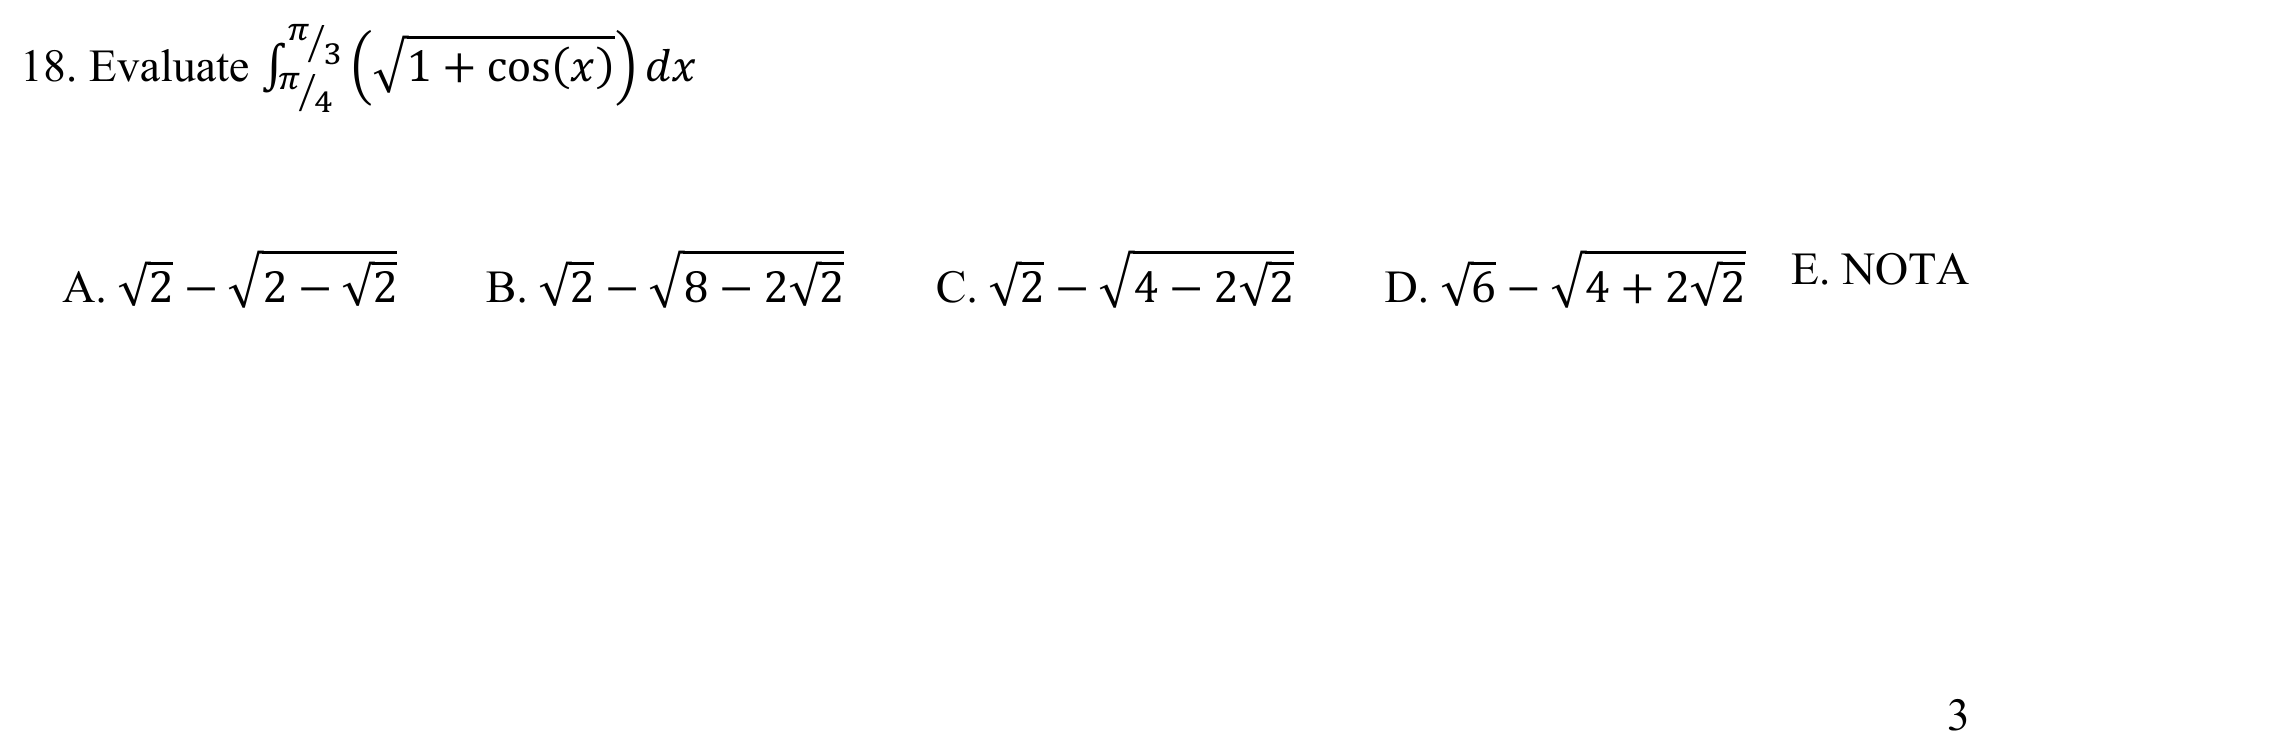 18. Evaluate ∫_{π/4}^{π/3} (√(1 + cos(x))) dx
A. √2 − √(2 − √2) B. √2 − √(8 − 2√2) C. √2 − √(4 − 2√2) D. √6 − √(4 + 2√2) E. NOTA
3